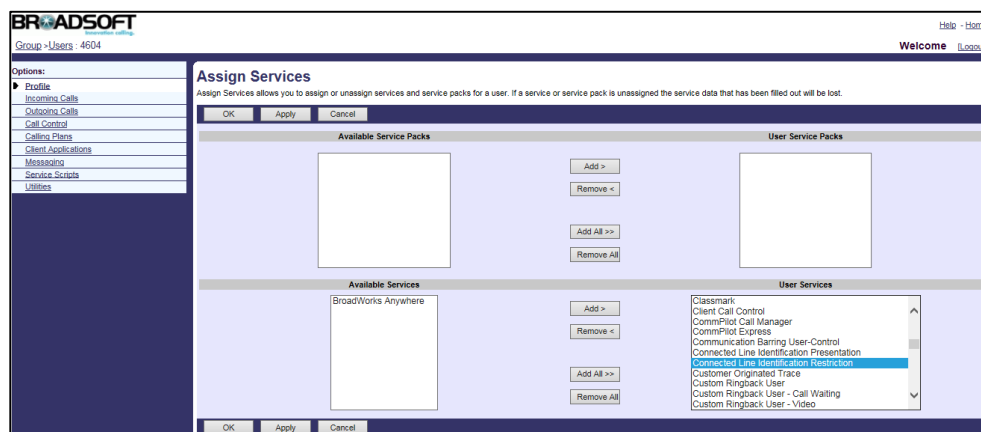 BROADSOFT
innovation calling.
Help - Hom
Group >Users : 4604
Welcome [Logou
Options:
Profile
Incoming Calls
Outgoing Calls
Call Control
Calling Plans
Client Applications
Messaging
Service Scripts
Utilities
Assign Services
Assign Services allows you to assign or unassign services and service packs for a user. If a service or service pack is unassigned the service data that has been filled out will be lost.
OK Apply Cancel
Available Service Packs User Service Packs
Add >
Remove <
Add All >>
Remove All
Available Services User Services
BroadWorks Anywhere
Add >
Remove <
Add All >>
Remove All
Classmark
Client Call Control
CommPilot Call Manager
CommPilot Express
Communication Barring User-Control
Connected Line Identification Presentation
Connected Line Identification Restriction
Customer Originated Trace
Custom Ringback User
Custom Ringback User - Call Waiting
Custom Ringback User - Video
OK Apply Cancel